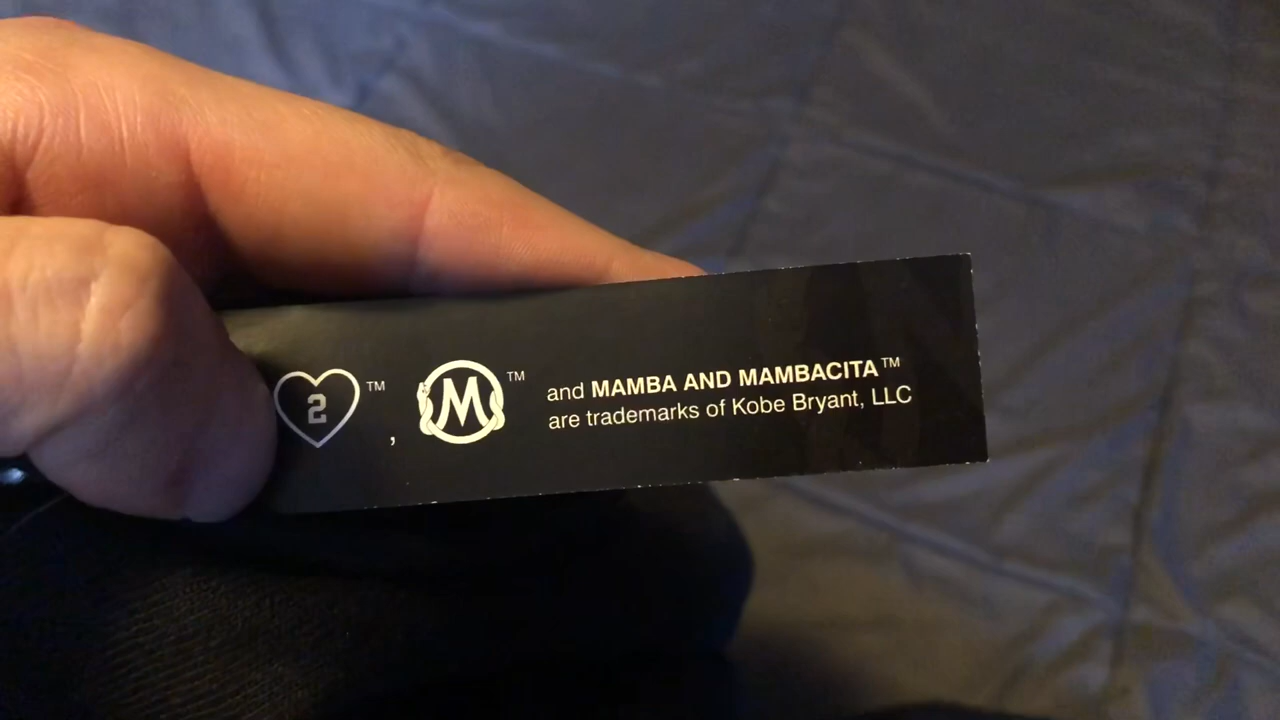 2 ™ , M ™ and MAMBA AND MAMBACITA™
are trademarks of Kobe Bryant, LLC